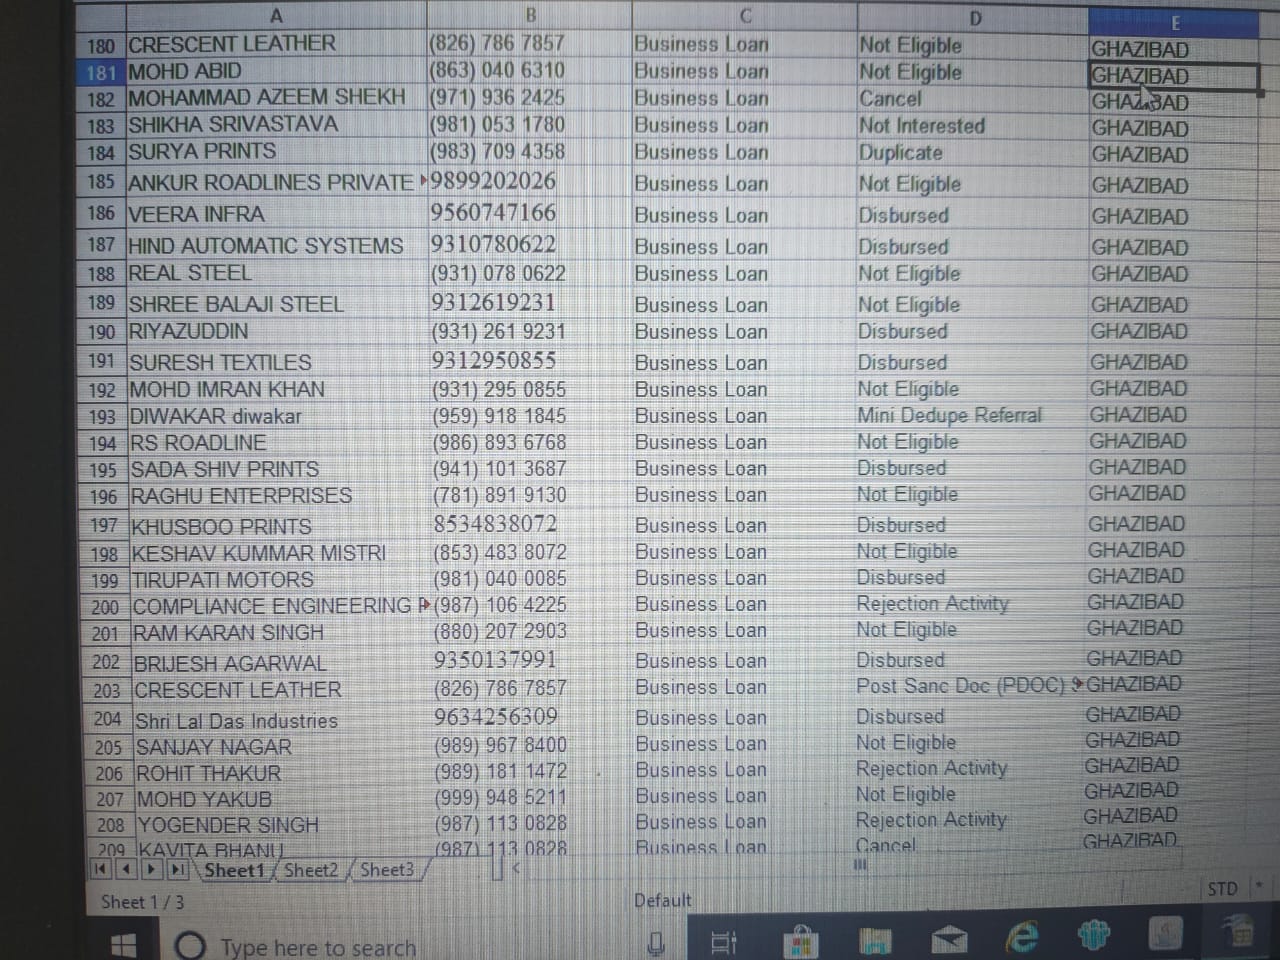 A B C D E
180 CRESCENT LEATHER (826) 786 7857 Business Loan Not Eligible GHAZIBAD
181 MOHD ABID (863) 040 6310 Business Loan Not Eligible GHAZIBAD
182 MOHAMMAD AZEEM SHEKH (971) 936 2425 Business Loan Cancel GHAZIBAD
183 SHIKHA SRIVASTAVA (981) 053 1780 Business Loan Not Interested GHAZIBAD
184 SURYA PRINTS (983) 709 4358 Business Loan Duplicate GHAZIBAD
185 ANKUR ROADLINES PRIVATE 9899202026 Business Loan Not Eligible GHAZIBAD
186 VEERA INFRA 9560747166 Business Loan Disbursed GHAZIBAD
187 HIND AUTOMATIC SYSTEMS 9310780622 Business Loan Disbursed GHAZIBAD
188 REAL STEEL (931) 078 0622 Business Loan Not Eligible GHAZIBAD
189 SHREE BALAJI STEEL 9312619231 Business Loan Not Eligible GHAZIBAD
190 RIYAZUDDIN (931) 261 9231 Business Loan Disbursed GHAZIBAD
191 SURESH TEXTILES 9312950855 Business Loan Disbursed GHAZIBAD
192 MOHD IMRAN KHAN (931) 295 0855 Business Loan Not Eligible GHAZIBAD
193 DIWAKAR diwakar (959) 918 1845 Business Loan Mini Dedupe Referral GHAZIBAD
194 RS ROADLINE (986) 893 6768 Business Loan Not Eligible GHAZIBAD
195 SADA SHIV PRINTS (941) 101 3687 Business Loan Disbursed GHAZIBAD
196 RAGHU ENTERPRISES (781) 891 9130 Business Loan Not Eligible GHAZIBAD
197 KHUSBOO PRINTS 8534838072 Business Loan Disbursed GHAZIBAD
198 KESHAV KUMMAR MISTRI (853) 483 8072 Business Loan Not Eligible GHAZIBAD
199 TIRUPATI MOTORS (981) 040 0085 Business Loan Disbursed GHAZIBAD
200 COMPLIANCE ENGINEERING P (987) 106 4225 Business Loan Rejection Activity GHAZIBAD
201 RAM KARAN SINGH (880) 207 2903 Business Loan Not Eligible GHAZIBAD
202 BRIJESH AGARWAL 9350137991 Business Loan Disbursed GHAZIBAD
203 CRESCENT LEATHER (826) 786 7857 Business Loan Post Sanc Doc (PDOC) S GHAZIBAD
204 Shri Lal Das Industries 9634256309 Business Loan Disbursed GHAZIBAD
205 SANJAY NAGAR (989) 967 8400 Business Loan Not Eligible GHAZIBAD
206 ROHIT THAKUR (989) 181 1472 Business Loan Rejection Activity GHAZIBAD
207 MOHD YAKUB (999) 948 5211 Business Loan Not Eligible GHAZIBAD
208 YOGENDER SINGH (987) 113 0828 Business Loan Rejection Activity GHAZIBAD
209 KAVITA BHANU (987) 113 0828 Business Loan Cancel GHAZIBAD
Sheet1 Sheet2 Sheet3
Sheet 1 / 3 Default STD *
Type here to search